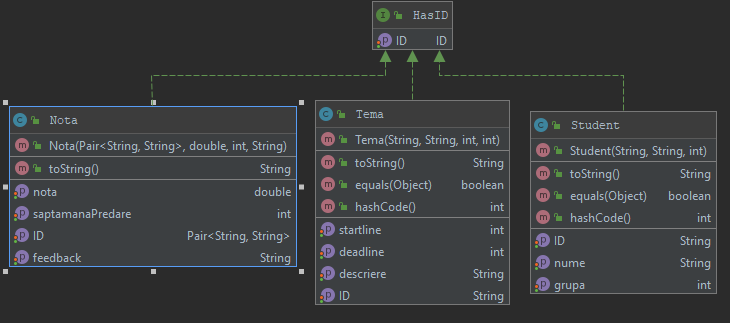 HasID
ID ID
Nota
Nota(Pair<String, String>, double, int, String)
toString() String
nota double
saptamanaPredare int
ID Pair<String, String>
feedback String
Tema
Tema(String, String, int, int)
toString() String
equals(Object) boolean
hashCode() int
startline int
deadline int
descriere String
ID String
Student
Student(String, String, int)
toString() String
equals(Object) boolean
hashCode() int
ID String
nume String
grupa int